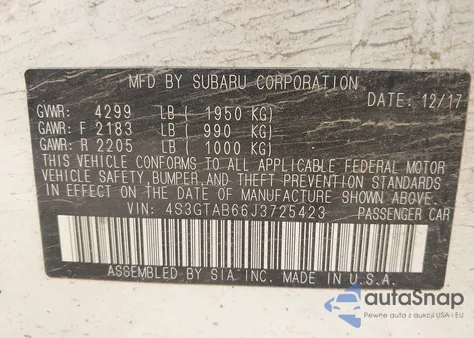 MFD BY SUBARU CORPORATION
DATE: 12/17
GVWR: 4299 LB ( 1950 KG)
GAWR: F 2183 LB ( 990 KG)
GAWR: R 2205 LB ( 1000 KG)
THIS VEHICLE CONFORMS TO ALL APPLICABLE FEDERAL MOTOR
VEHICLE SAFETY, BUMPER, AND THEFT PREVENTION STANDARDS
IN EFFECT ON THE DATE OF MANUFACTURE SHOWN ABOVE.
VIN: 4S3GTAB66J3725423 PASSENGER CAR
ASSEMBLED BY SIA, INC. MADE IN U.S.A.
autoSnap
Pewne auta z aukcji USA i EU